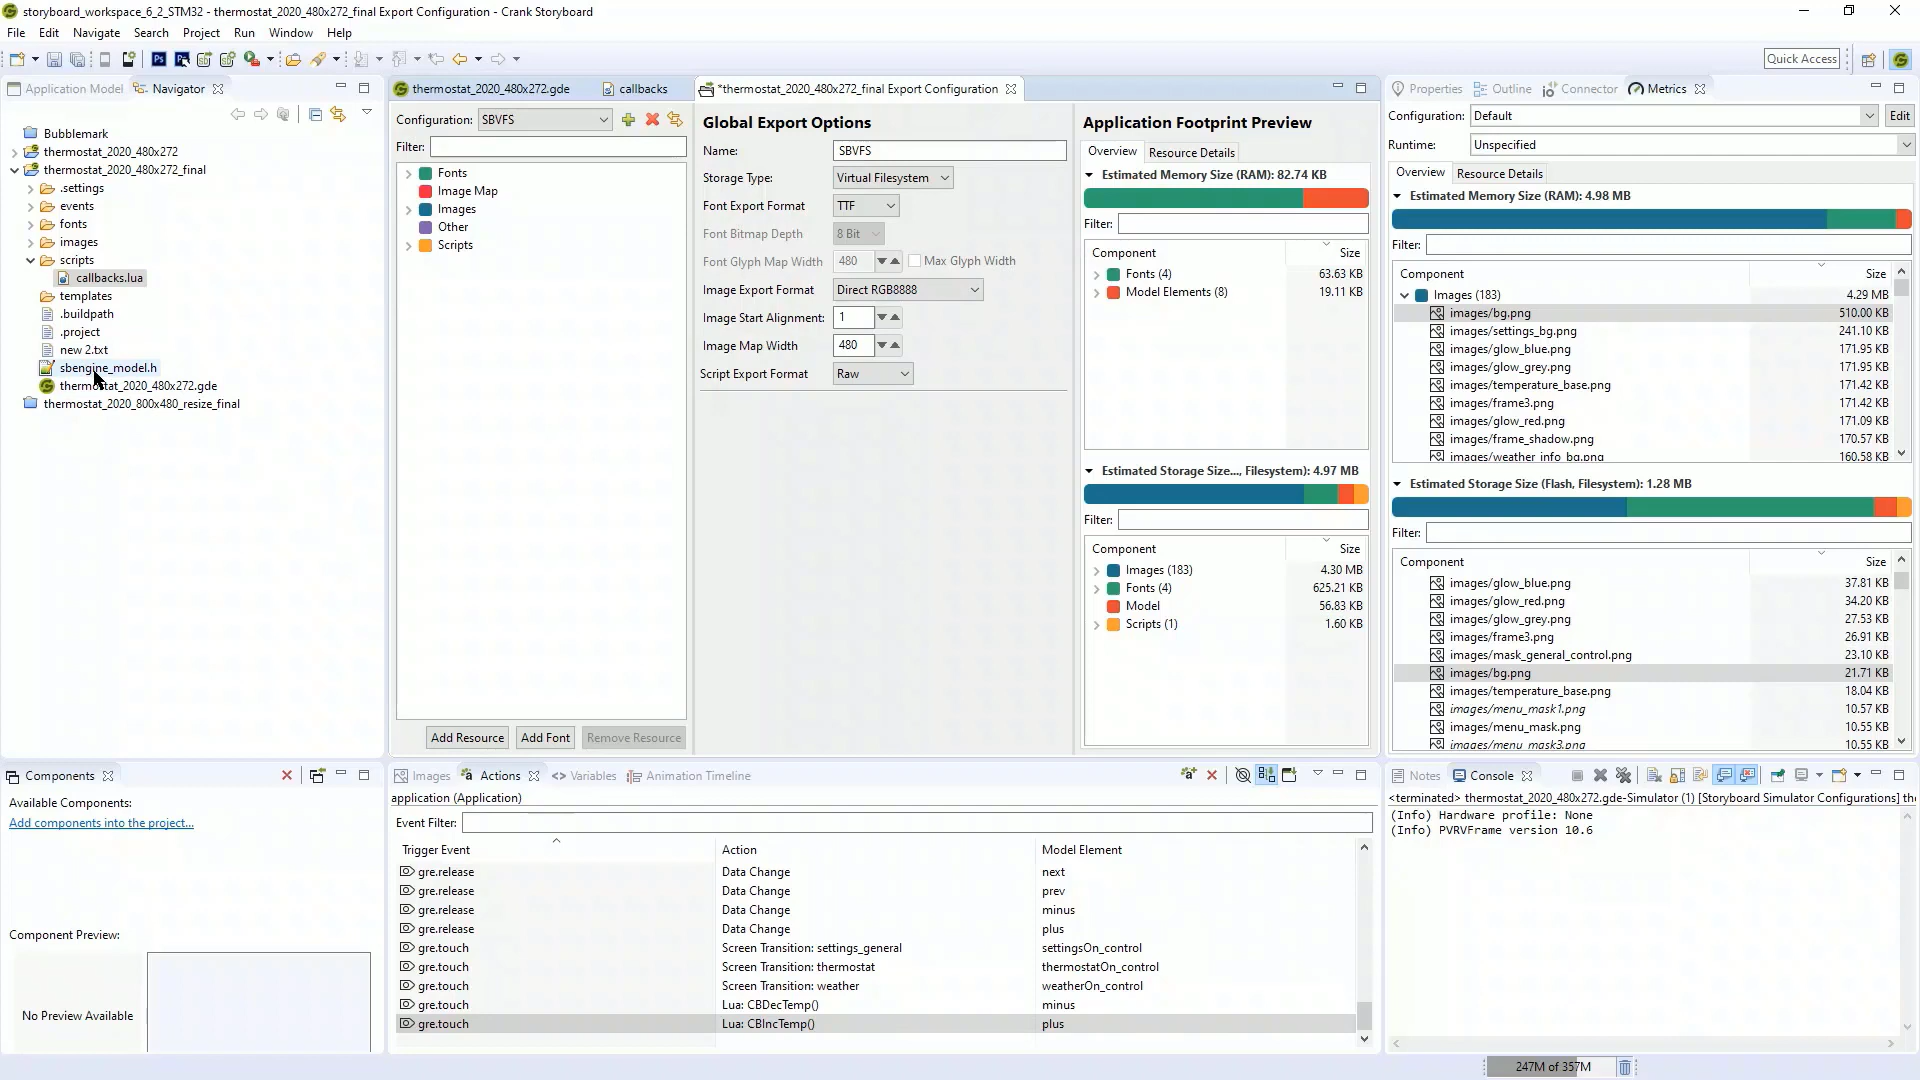 storyboard_workspace_6_2_STM32 - thermostat_2020_480x272_final Export Configuration - Crank Storyboard
File Edit Navigate Search Project Run Window Help
Quick Access
Application Model Navigator
Bubblemark
thermostat_2020_480x272
thermostat_2020_480x272_final
.settings
events
fonts
images
scripts
callbacks.lua
templates
.buildpath
.project
new 2.txt
sbengine_model.h
thermostat_2020_480x272.gde
thermostat_2020_800x480_resize_final
thermostat_2020_480x272.gde callbacks *thermostat_2020_480x272_final Export Configuration
Configuration: SBVFS
Filter:
Fonts
Image Map
Images
Other
Scripts
Add Resource Add Font Remove Resource
Global Export Options
Name: SBVFS
Storage Type: Virtual Filesystem
Font Export Format TTF
Font Bitmap Depth 8 Bit
Font Glyph Map Width 480 Max Glyph Width
Image Export Format Direct RGB8888
Image Start Alignment: 1
Image Map Width 480
Script Export Format Raw
Application Footprint Preview
Overview Resource Details
Estimated Memory Size (RAM): 82.74 KB
Filter:
Component Size
Fonts (4) 63.63 KB
Model Elements (8) 19.11 KB
Estimated Storage Size..., Filesystem): 4.97 MB
Filter:
Component Size
Images (183) 4.30 MB
Fonts (4) 625.21 KB
Model 56.83 KB
Scripts (1) 1.60 KB
Properties Outline Connector Metrics
Configuration: Default Edit
Runtime: Unspecified
Overview Resource Details
Estimated Memory Size (RAM): 4.98 MB
Filter:
Component Size
Images (183) 4.29 MB
images/bg.png 510.00 KB
images/settings_bg.png 241.10 KB
images/glow_blue.png 171.95 KB
images/glow_grey.png 171.95 KB
images/temperature_base.png 171.42 KB
images/frame3.png 171.42 KB
images/glow_red.png 171.09 KB
images/frame_shadow.png 170.57 KB
images/weather_info_bg.png 160.58 KB
Estimated Storage Size (Flash, Filesystem): 1.28 MB
Filter:
Component Size
images/glow_blue.png 37.81 KB
images/glow_red.png 34.20 KB
images/glow_grey.png 27.53 KB
images/frame3.png 26.91 KB
images/mask_general_control.png 23.10 KB
images/bg.png 21.71 KB
images/temperature_base.png 18.04 KB
images/menu_mask1.png 10.57 KB
images/menu_mask.png 10.55 KB
images/menu_mask3.png 10.55 KB
Components
Available Components:
Add components into the project...
Component Preview:
No Preview Available
Images Actions Variables Animation Timeline
application (Application)
Event Filter:
Trigger Event Action Model Element
gre.release Data Change next
gre.release Data Change prev
gre.release Data Change minus
gre.release Data Change plus
gre.touch Screen Transition: settings_general settingsOn_control
gre.touch Screen Transition: thermostat thermostatOn_control
gre.touch Screen Transition: weather weatherOn_control
gre.touch Lua: CBDecTemp() minus
gre.touch Lua: CBIncTemp() plus
Notes Console
<terminated> thermostat_2020_480x272.gde-Simulator (1) [Storyboard Simulator Configurations] the
(Info) Hardware profile: None
(Info) PVRVFrame version 10.6
247M of 357M